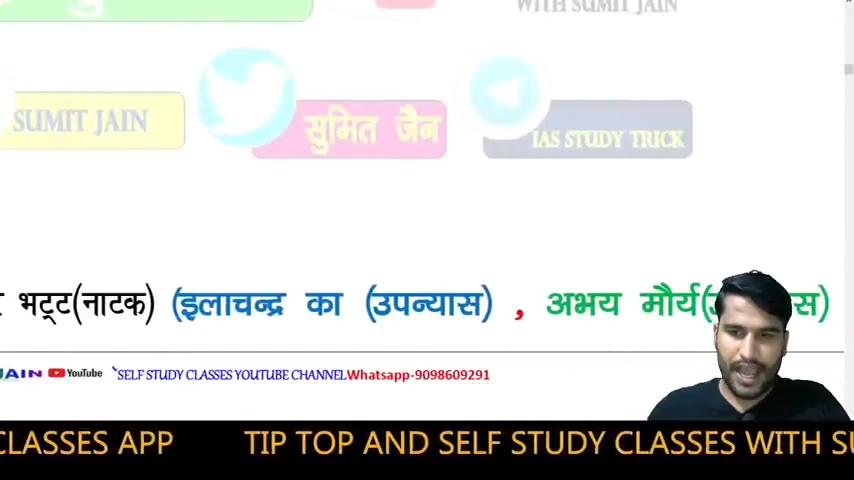 WITH SUMIT JAIN
SUMIT JAIN
सुमित जैन
IAS STUDY TRICK
भट्ट(नाटक) (इलाचन्द्र का (उपन्यास) , अभय मौर्य(
JAIN YouTube `SELF STUDY CLASSES YOUTUBE CHANNEL Whatsapp-9098609291
CLASSES APP TIP TOP AND SELF STUDY CLASSES WITH SU